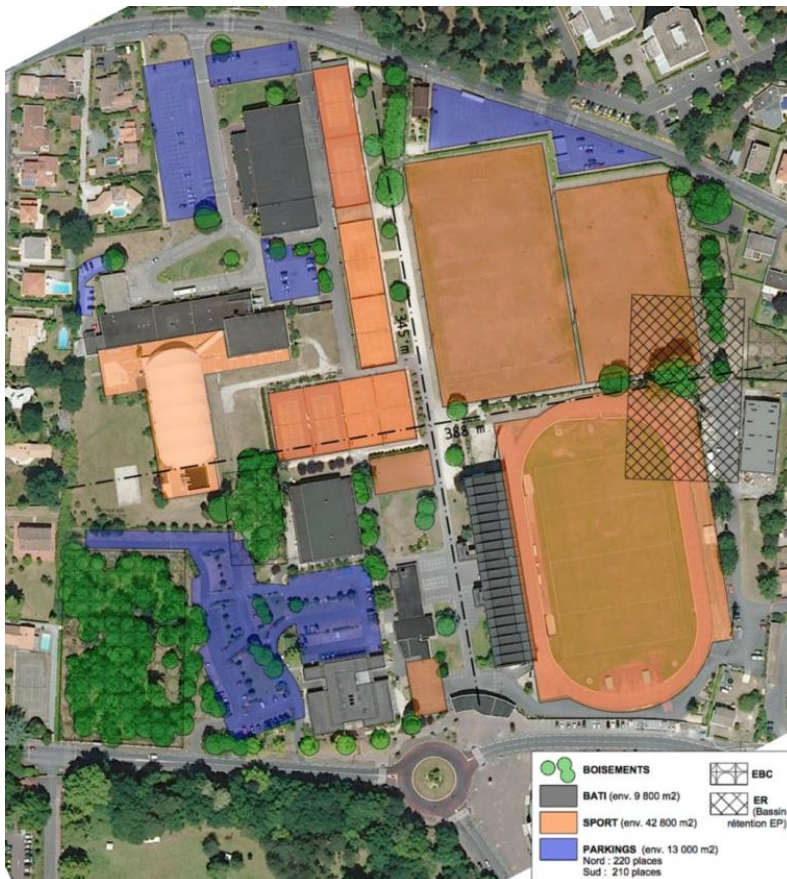 345 m
388 m
BOISEMENTS
BATI (env. 9 800 m2)
SPORT (env. 42 800 m2)
PARKINGS (env. 13 000 m2)
Nord : 220 places
Sud : 210 places
EBC
ER
(Bassin
rétention EP)